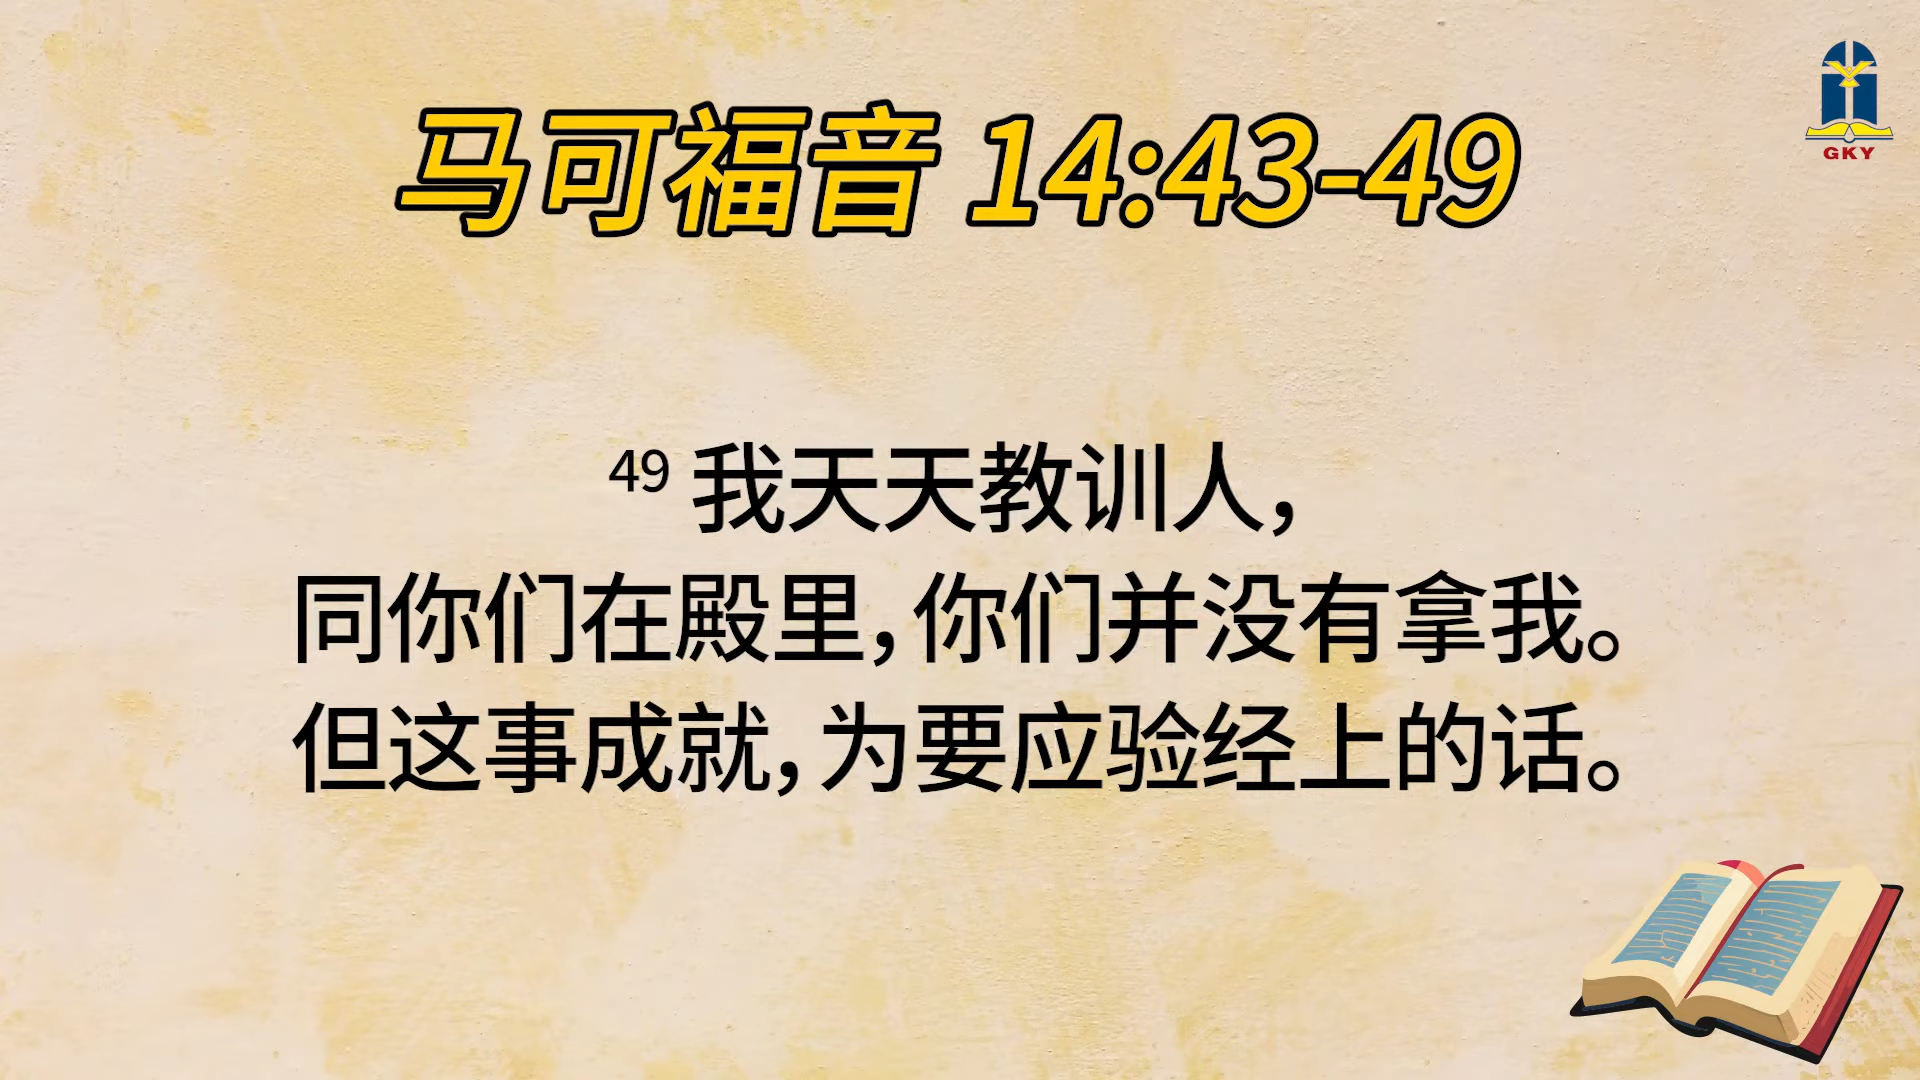 马可福音 14:43-49
GKY
49 我天天教训人，
同你们在殿里，你们并没有拿我。
但这事成就，为要应验经上的话。